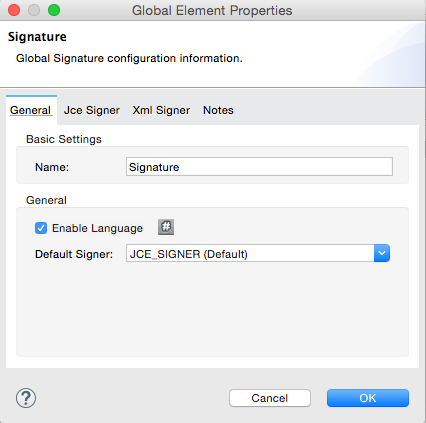 Global Element Properties
Signature
Global Signature configuration information.
General Jce Signer Xml Signer Notes
Basic Settings
Name: Signature
General
Enable Language #
Default Signer: JCE_SIGNER (Default)
? Cancel OK